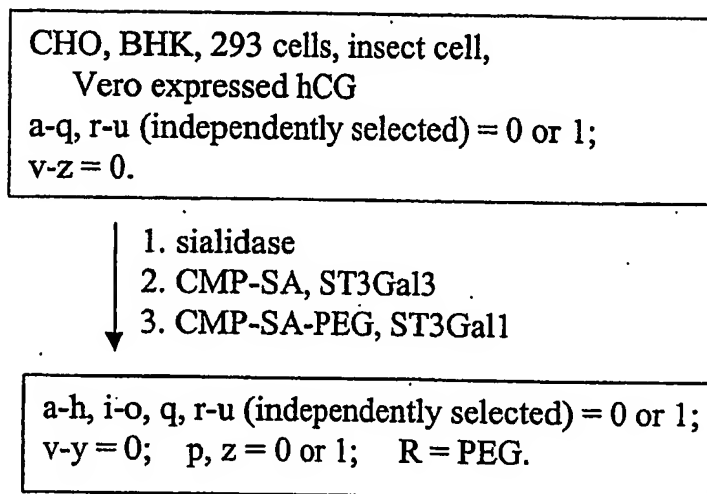 CHO, BHK, 293 cells, insect cell,
Vero expressed hCG
a-q, r-u (independently selected) = 0 or 1;
v-z = 0.
1. sialidase
2. CMP-SA, ST3Gal3
3. CMP-SA-PEG, ST3Gal1
a-h, i-o, q, r-u (independently selected) = 0 or 1;
v-y = 0; p, z = 0 or 1; R = PEG.